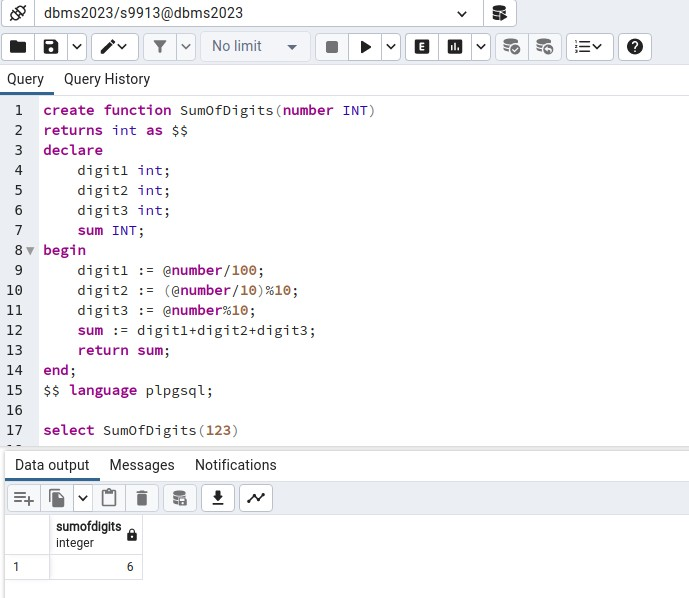 dbms2023/s9913@dbms2023
No limit
E
Query Query History
1 create function SumOfDigits(number INT)
2 returns int as $$
3 declare
4 digit1 int;
5 digit2 int;
6 digit3 int;
7 sum INT;
8 begin
9 digit1 := @number/100;
10 digit2 := (@number/10)%10;
11 digit3 := @number%10;
12 sum := digit1+digit2+digit3;
13 return sum;
14 end;
15 $$ language plpgsql;
16
17 select SumOfDigits(123)
Data output Messages Notifications
sumofdigits
integer
1 6